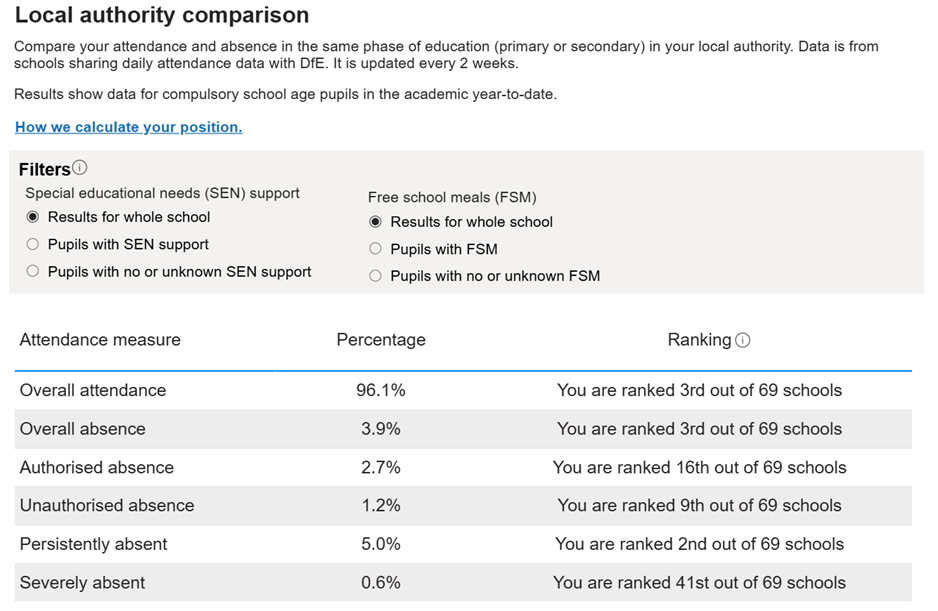 Local authority comparison
Compare your attendance and absence in the same phase of education (primary or secondary) in your local authority. Data is from
schools sharing daily attendance data with DfE. It is updated every 2 weeks.
Results show data for compulsory school age pupils in the academic year-to-date.
How we calculate your position.
Filters
Special educational needs (SEN) support
Results for whole school
Pupils with SEN support
Pupils with no or unknown SEN support
Free school meals (FSM)
Results for whole school
Pupils with FSM
Pupils with no or unknown FSM
Attendance measure Percentage Ranking
Overall attendance 96.1% You are ranked 3rd out of 69 schools
Overall absence 3.9% You are ranked 3rd out of 69 schools
Authorised absence 2.7% You are ranked 16th out of 69 schools
Unauthorised absence 1.2% You are ranked 9th out of 69 schools
Persistently absent 5.0% You are ranked 2nd out of 69 schools
Severely absent 0.6% You are ranked 41st out of 69 schools